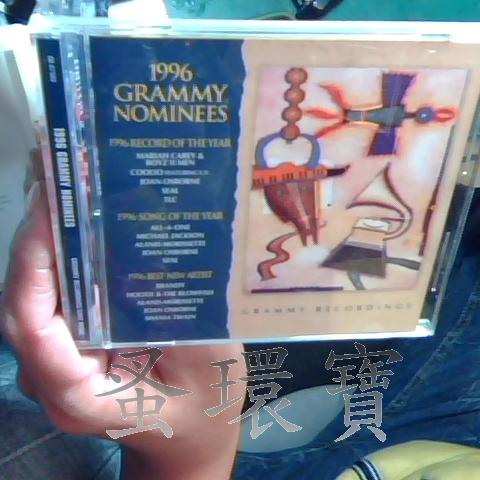 1996
GRAMMY
NOMINEES
1996 RECORD OF THE YEAR
MARIAH CAREY &
BOYZ II MEN
COOLIO FEATURING L.V.
JOAN OSBORNE
SEAL
TLC
1996 SONG OF THE YEAR
ALL-4-ONE
MICHAEL JACKSON
ALANIS MORISSETTE
JOAN OSBORNE
SEAL
1996 BEST NEW ARTIST
BRANDY
HOOTIE & THE BLOWFISH
ALANIS MORISSETTE
JOAN OSBORNE
SHANIA TWAIN
GRAMMY RECORDINGS
1996 GRAMMY NOMINEES
蚤環寶